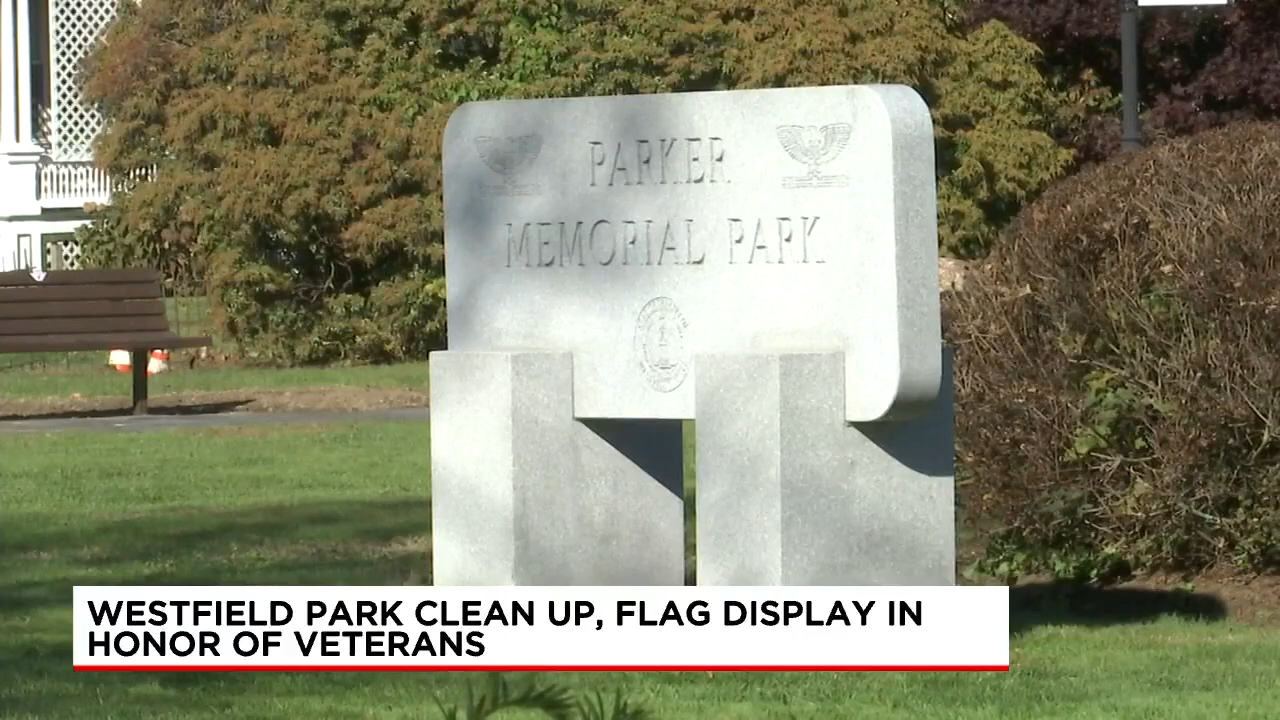 PARKER
MEMORIAL PARK
WESTFIELD PARK CLEAN UP, FLAG DISPLAY IN
HONOR OF VETERANS